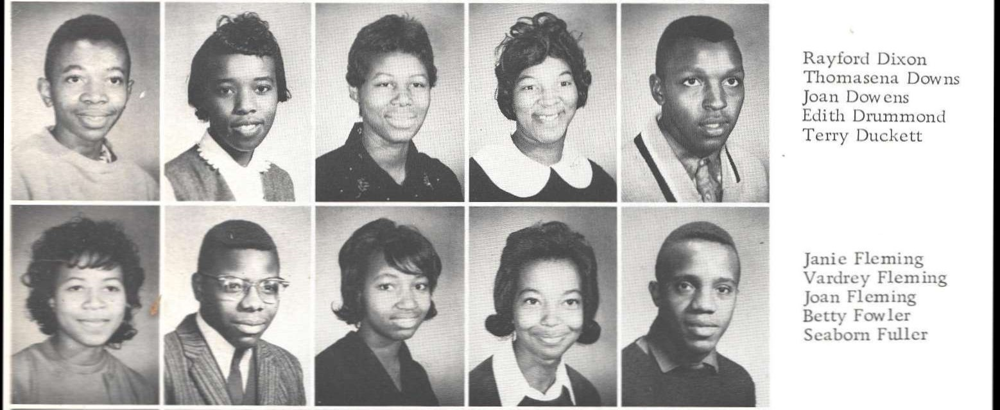 Rayford Dixon
Thomasena Downs
Joan Dowens
Edith Drummond
Terry Duckett
Janie Fleming
Vardrey Fleming
Joan Fleming
Betty Fowler
Seaborn Fuller